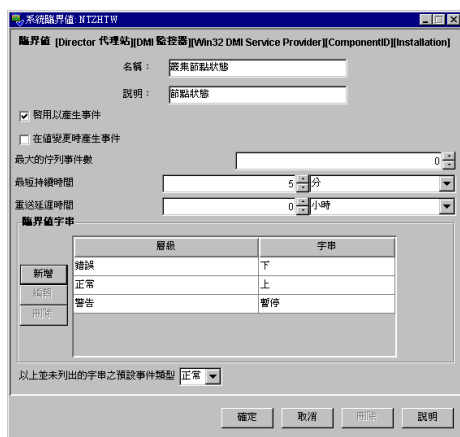 系統臨界值: NTZHTW
臨界值 [Director 代理站][DMI 監控器][Win32 DMI Service Provider][ComponentID][Installation]
名稱： 叢集節點狀態
說明： 節點狀態
啓用以產生事件
在值變更時產生事件
最大的佇列事件數 0
最短持續時間 5 分
重送延遲時間 0 小時
臨界值字串
層級 字串
新增 編輯 刪除
錯誤 下
正常 上
警告 暫停
以上並未列出的字串之預設事件類型 正常
確定 取消 刪除 說明